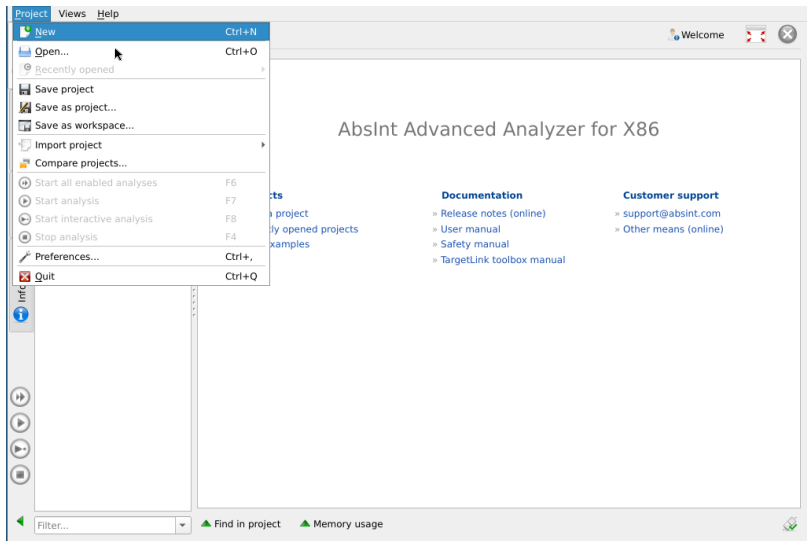 Project Views Help
New Ctrl+N
Open... Ctrl+O
Recently opened
Save project
Save as project...
Save as workspace...
Import project
Compare projects...
Start all enabled analyses F6
Start analysis F7
Start interactive analysis F8
Stop analysis F4
Preferences... Ctrl+,
Quit Ctrl+Q
Welcome
AbsInt Advanced Analyzer for X86
cts
project
ly opened projects
xamples
Documentation
» Release notes (online)
» User manual
» Safety manual
» TargetLink toolbox manual
Customer support
» support@absint.com
» Other means (online)
Info
Filter...
Find in project
Memory usage